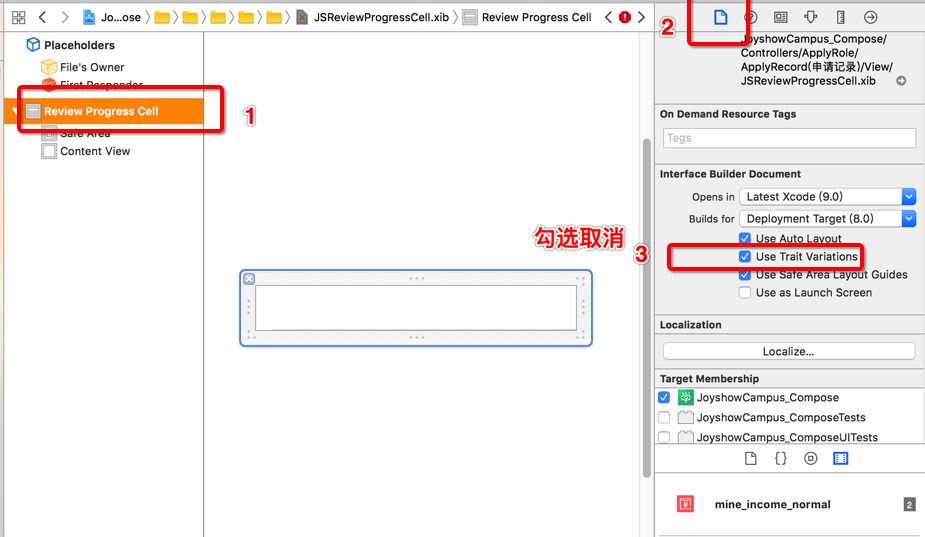 Jo...ose
JSReviewProgressCell.xib
Review Progress Cell
2
Placeholders
File's Owner
First Responder
Review Progress Cell
1
Safe Area
Content View
勾选取消
JoyshowCampus_Compose/
Controllers/ApplyRole/
ApplyRecord(申请记录)/View/
JSReviewProgressCell.xib
On Demand Resource Tags
Tags
Interface Builder Document
Opens in Latest Xcode (9.0)
Builds for Deployment Target (8.0)
Use Auto Layout
3 Use Trait Variations
Use Safe Area Layout Guides
Use as Launch Screen
Localization
Localize...
Target Membership
JoyshowCampus_Compose
JoyshowCampus_ComposeTests
JoyshowCampus_ComposeUITests
mine_income_normal
2